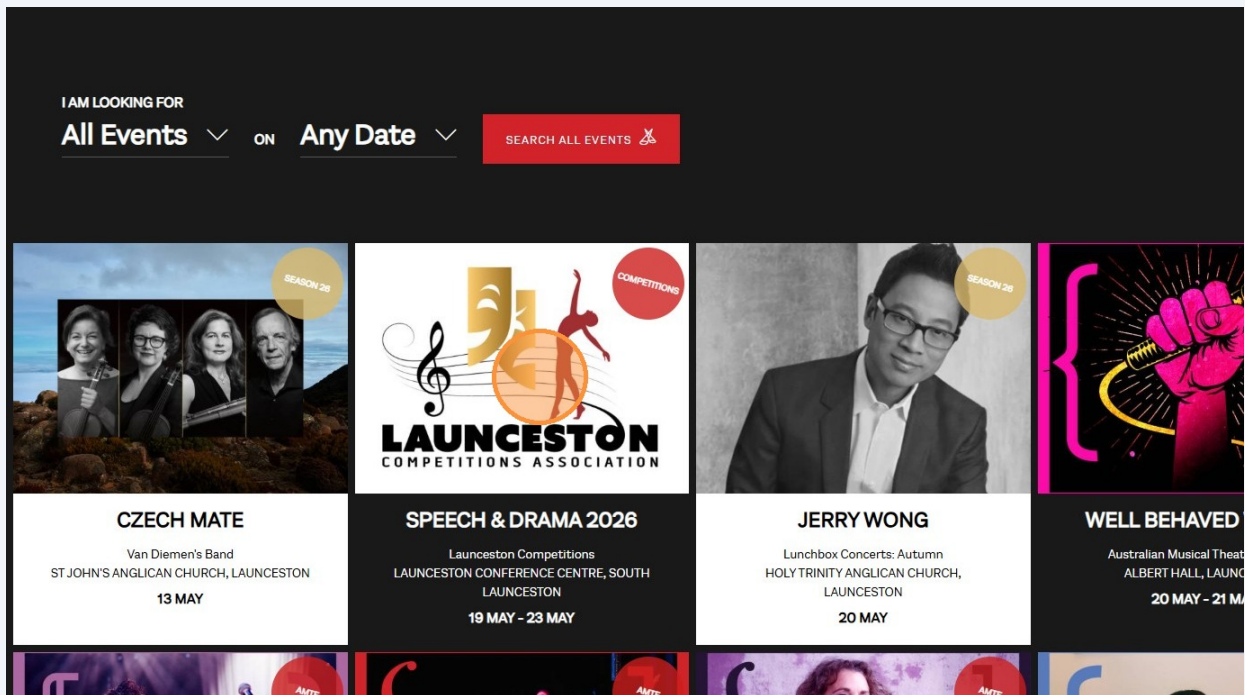 I AM LOOKING FOR
All Events ON Any Date SEARCH ALL EVENTS
SEASON 26
COMPETITIONS
SEASON 26
LAUNCESTON
COMPETITIONS ASSOCIATION
CZECH MATE
Van Diemen's Band
ST JOHN'S ANGLICAN CHURCH, LAUNCESTON
13 MAY
SPEECH & DRAMA 2026
Launceston Competitions
LAUNCESTON CONFERENCE CENTRE, SOUTH
LAUNCESTON
19 MAY - 23 MAY
JERRY WONG
Lunchbox Concerts: Autumn
HOLY TRINITY ANGLICAN CHURCH,
LAUNCESTON
20 MAY
WELL BEHAVED
Australian Musical
ALBERT HALL,
20 MAY - 21
AMTF
AMTF
AMTF